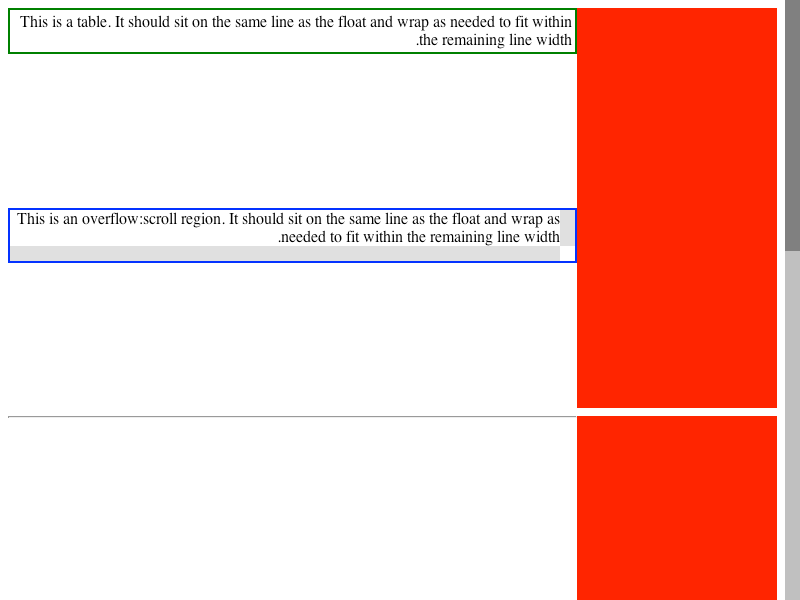 This is a table. It should sit on the same line as the float and wrap as needed to fit within
.the remaining line width
This is an overflow:scroll region. It should sit on the same line as the float and wrap as
.needed to fit within the remaining line width